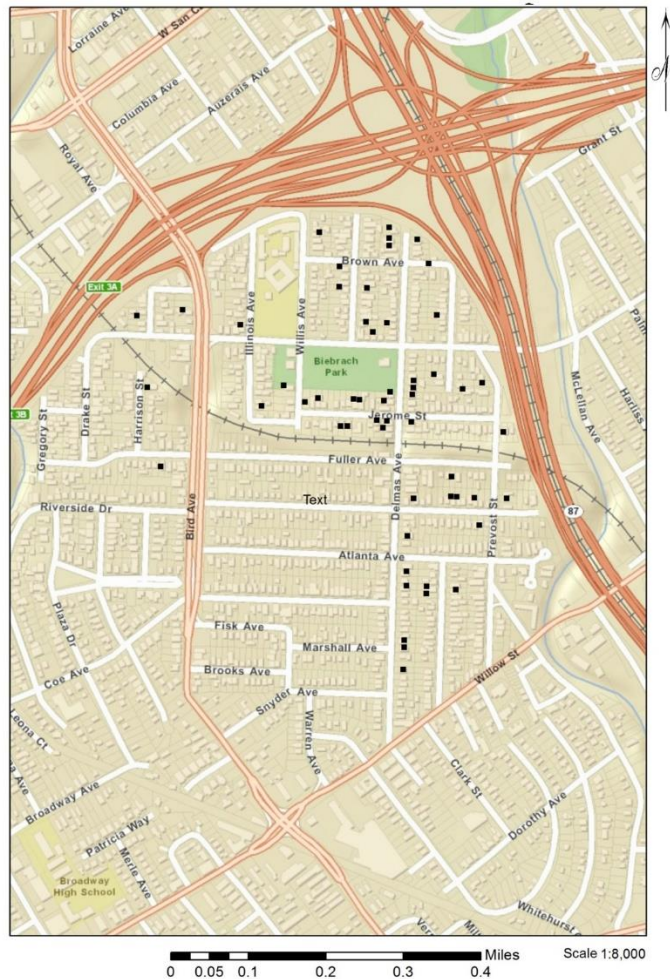 N
Lorraine Ave
W San C
Columbia Ave
Auzerais Ave
Royal Ave
Grant St
Exit 3A
Brown Ave
Illinois Ave
Willis Ave
Palm
Biebrach
Park
McLellan Ave
Harliss
t 3B
Gregory St
Drake St
Harrison St
Jerome St
Fuller Ave
Delmas Ave
Text
Riverside Dr
Bird Ave
Prevost St
87
Atlanta Ave
Plaza Dr
Fisk Ave
Marshall Ave
Coe Ave
Brooks Ave
Willow St
Snyder Ave
Leona Ct
Warren Ave
a Ave
Clark St
Broadway Ave
Patricia Way
Dorothy Ave
Merle Ave
Broadway
High School
Whitehurst
Miles
Scale 1:8,000
0 0.05 0.1 0.2 0.3 0.4